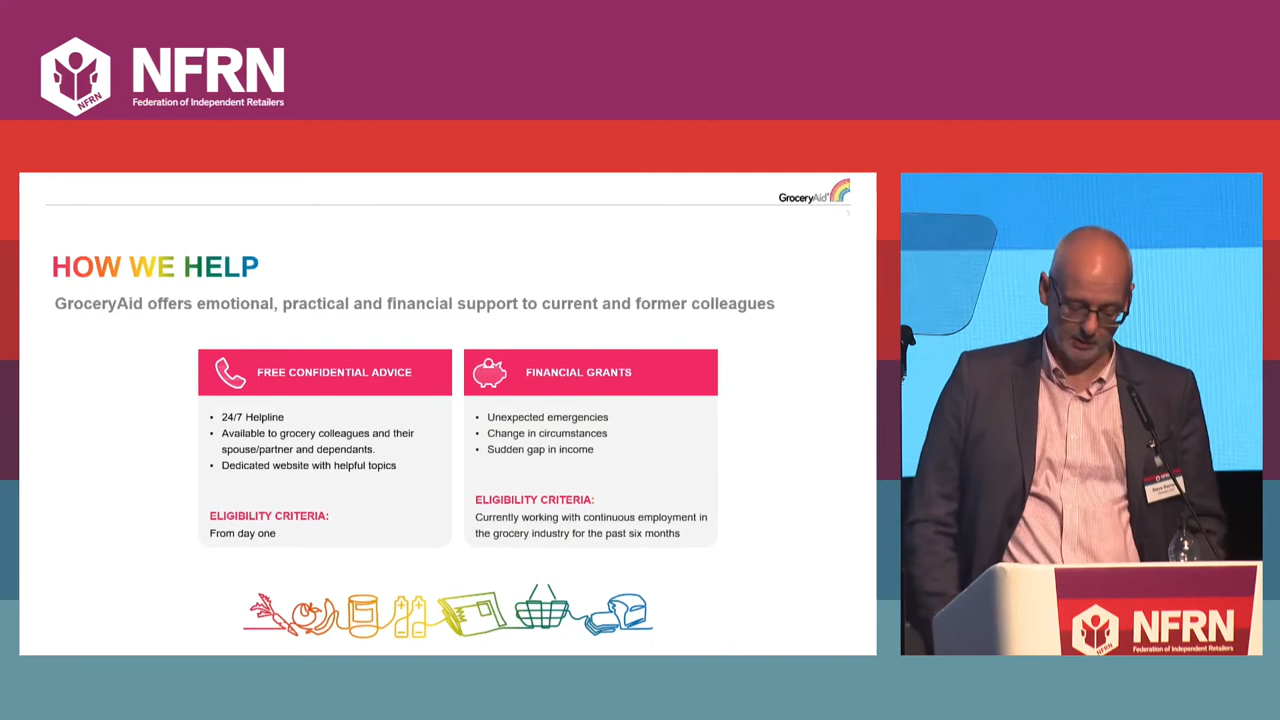 NFRN
Federation of Independent Retailers
NFRN
GroceryAid
3
HOW WE HELP
GroceryAid offers emotional, practical and financial support to current and former colleagues
FREE CONFIDENTIAL ADVICE
• 24/7 Helpline
• Available to grocery colleagues and their
spouse/partner and dependants.
• Dedicated website with helpful topics
ELIGIBILITY CRITERIA:
From day one
FINANCIAL GRANTS
• Unexpected emergencies
• Change in circumstances
• Sudden gap in income
ELIGIBILITY CRITERIA:
Currently working with continuous employment in
the grocery industry for the past six months
Steve
NFRN
Federation of Independent Retailers
NFRN